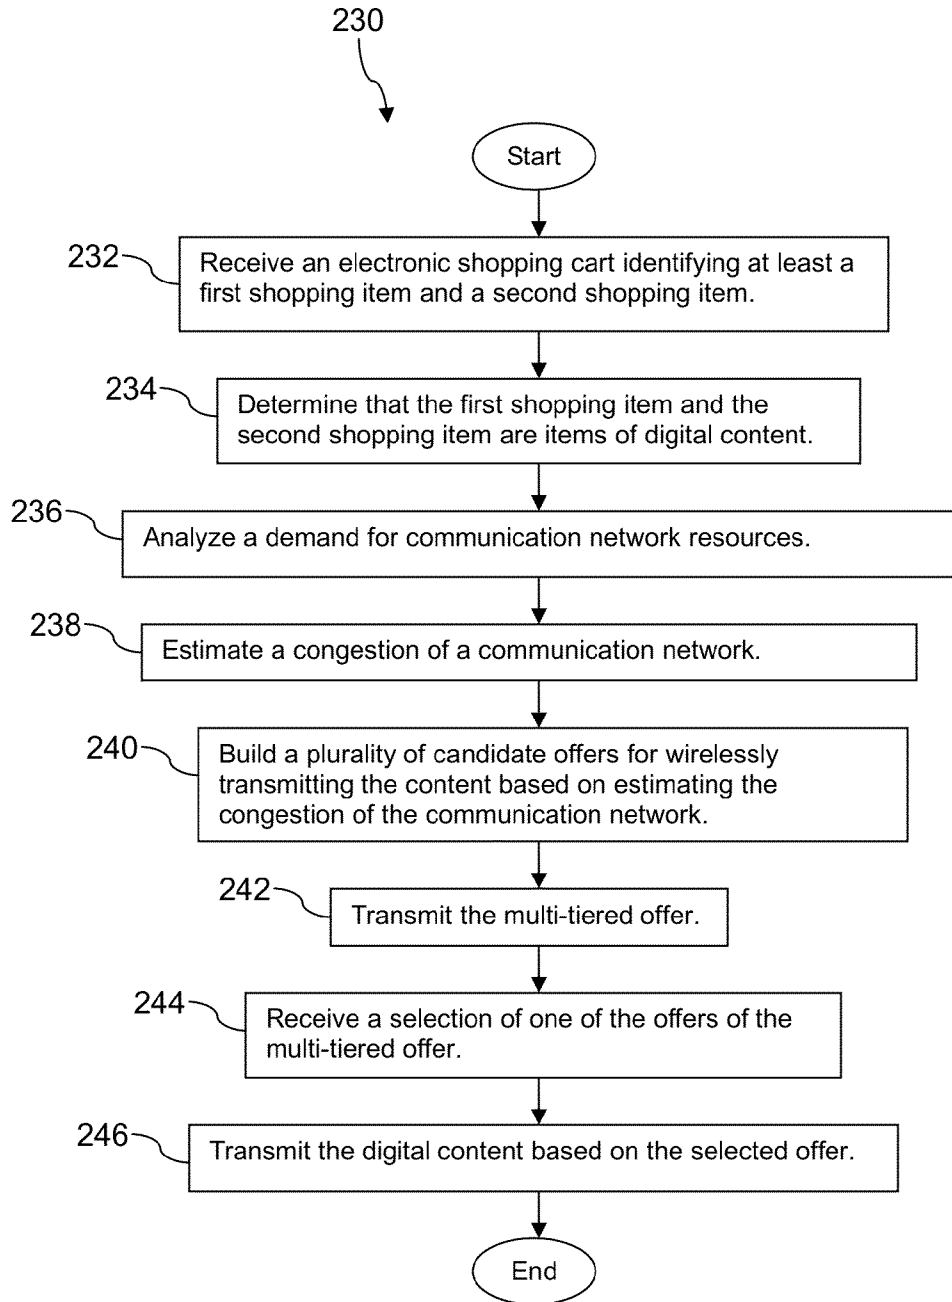 230
Start
232
Receive an electronic shopping cart identifying at least a
first shopping item and a second shopping item.
234
Determine that the first shopping item and the
second shopping item are items of digital content.
236
Analyze a demand for communication network resources.
238
Estimate a congestion of a communication network.
240
Build a plurality of candidate offers for wirelessly
transmitting the content based on estimating the
congestion of the communication network.
242
Transmit the multi-tiered offer.
244
Receive a selection of one of the offers of the
multi-tiered offer.
246
Transmit the digital content based on the selected offer.
End